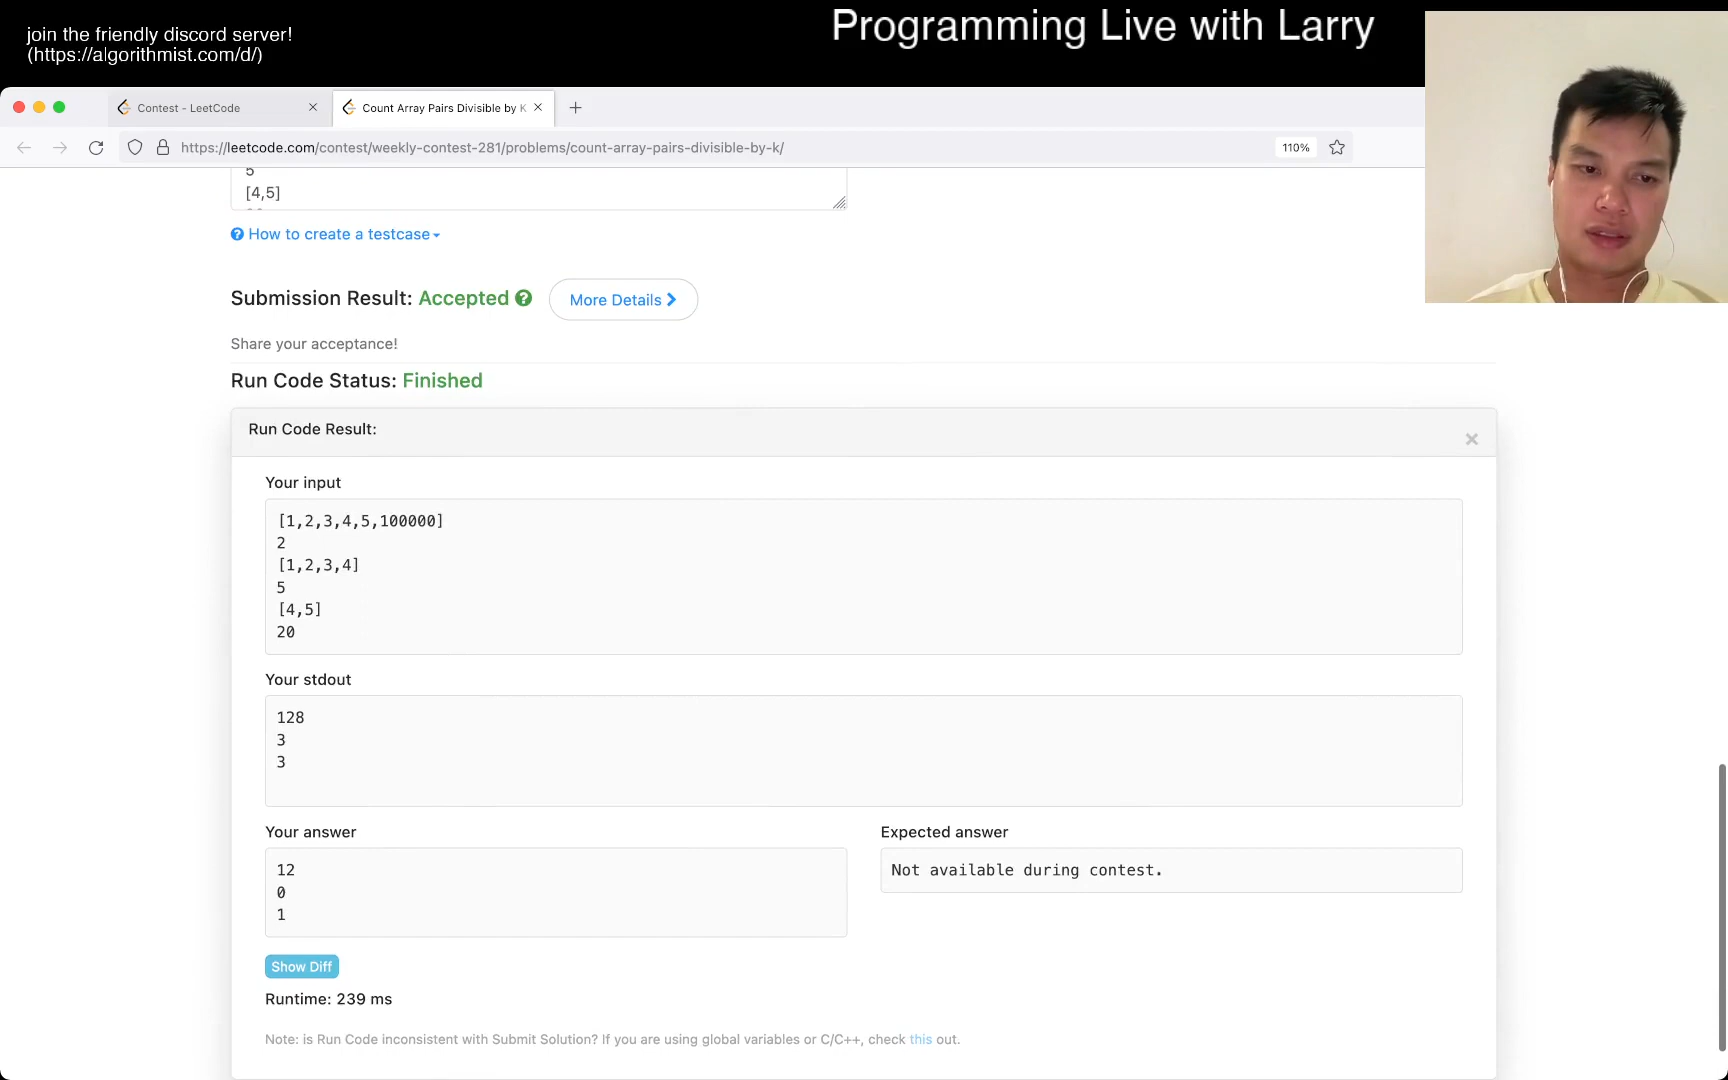 join the friendly discord server!
(https://algorithmist.com/d/)
Programming Live with Larry
Contest - LeetCode
Count Array Pairs Divisible by K
https://leetcode.com/contest/weekly-contest-281/problems/count-array-pairs-divisible-by-k/
110%
5
[4,5]
How to create a testcase
Submission Result: Accepted
More Details
Share your acceptance!
Run Code Status: Finished
Run Code Result:
Your input
[1,2,3,4,5,100000]
2
[1,2,3,4]
5
[4,5]
20
Your stdout
128
3
3
Your answer
Expected answer
12
0
1
Not available during contest.
Show Diff
Runtime: 239 ms
Note: is Run Code inconsistent with Submit Solution? If you are using global variables or C/C++, check this out.